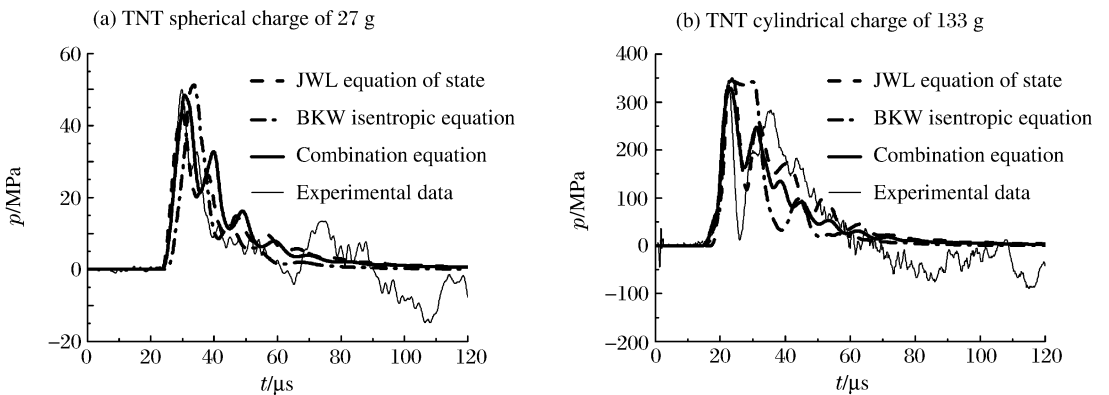 (a) TNT spherical charge of 27 g
60
40
20
0
−20
p/MPa
JWL equation of state
BKW isentropic equation
Combination equation
Experimental data
0 20 40 60 80 100 120
t/μs
(b) TNT cylindrical charge of 133 g
400
300
200
100
0
−100
−200
p/MPa
JWL equation of state
BKW isentropic equation
Combination equation
Experimental data
0 20 40 60 80 100 120
t/μs